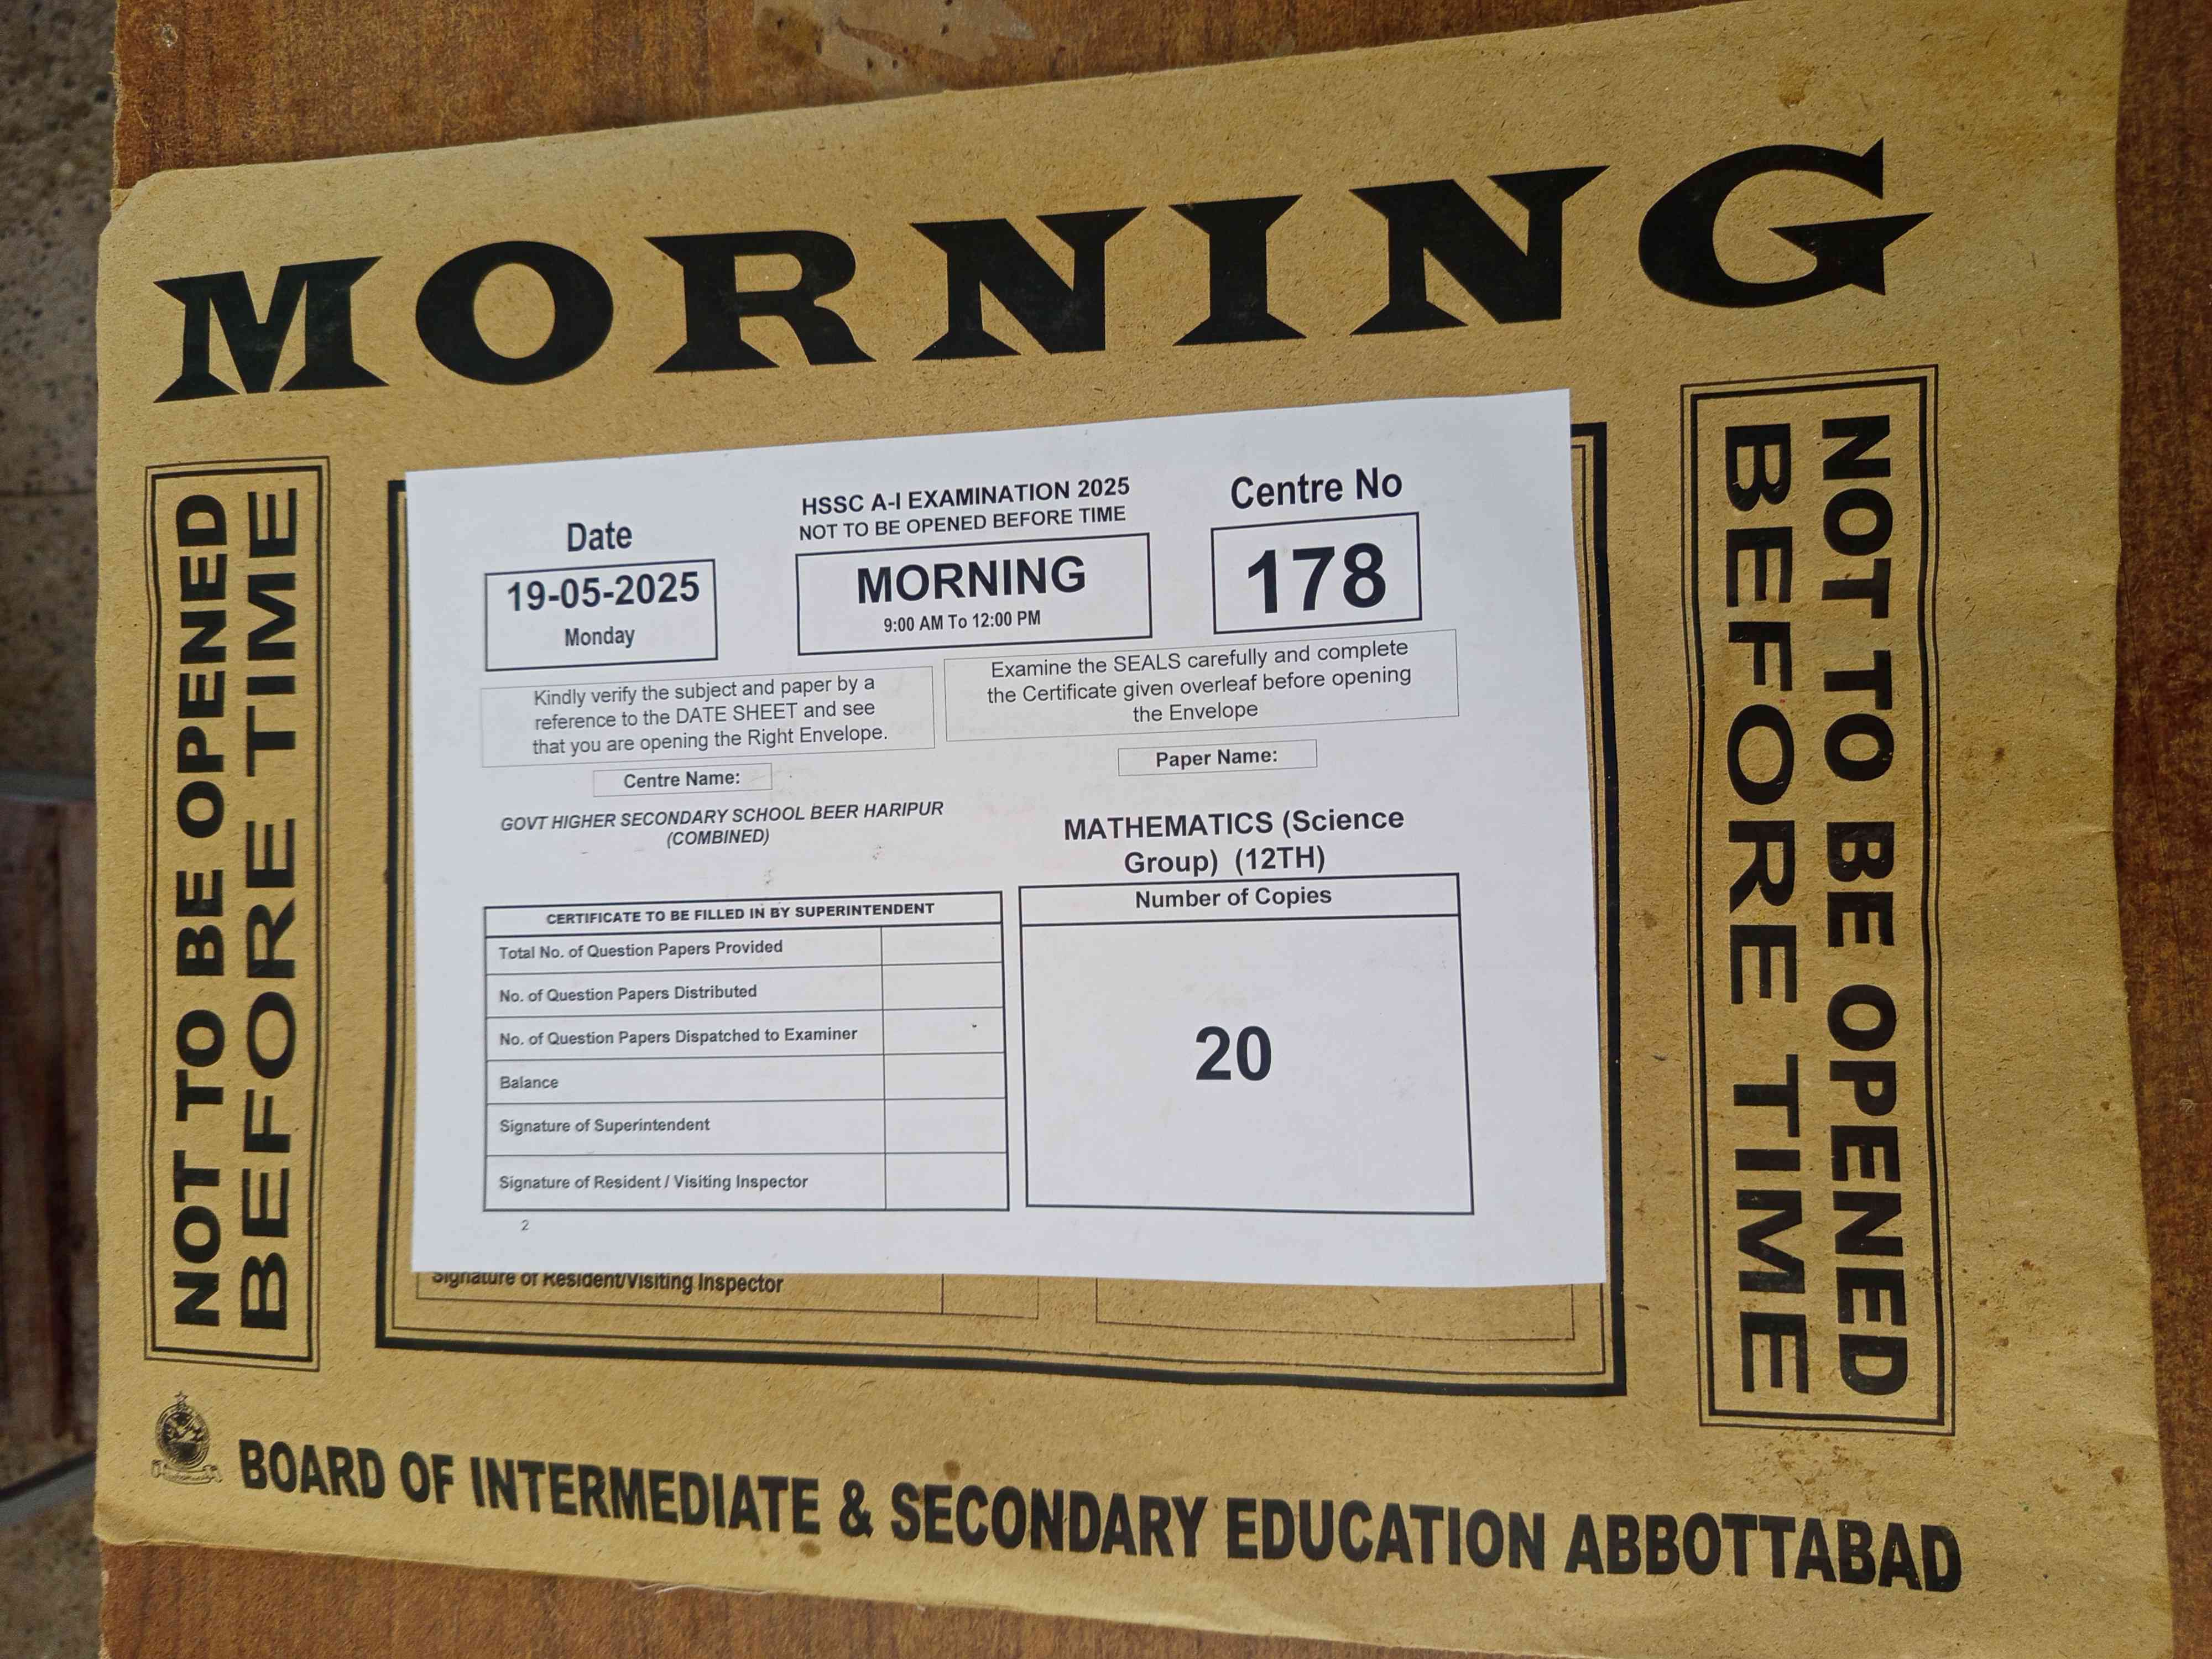 MORNING
NOT TO BE OPENED
BEFORE TIME
HSSC A-I EXAMINATION 2025
NOT TO BE OPENED BEFORE TIME
Date
19-05-2025
Monday
MORNING
9:00 AM To 12:00 PM
Centre No
178
Kindly verify the subject and paper by a
reference to the DATE SHEET and see
that you are opening the Right Envelope.
Examine the SEALS carefully and complete
the Certificate given overleaf before opening
the Envelope
Centre Name:
GOVT HIGHER SECONDARY SCHOOL BEER HARIPUR
(COMBINED)
Paper Name:
MATHEMATICS (Science
Group) (12TH)
CERTIFICATE TO BE FILLED IN BY SUPERINTENDENT
Total No. of Question Papers Provided
No. of Question Papers Distributed
No. of Question Papers Dispatched to Examiner
Balance
Signature of Superintendent
Signature of Resident / Visiting Inspector
2
Number of Copies
20
Signature of Resident/Visiting Inspector
NOT TO BE OPENED
BEFORE TIME
BOARD OF INTERMEDIATE & SECONDARY EDUCATION ABBOTTABAD